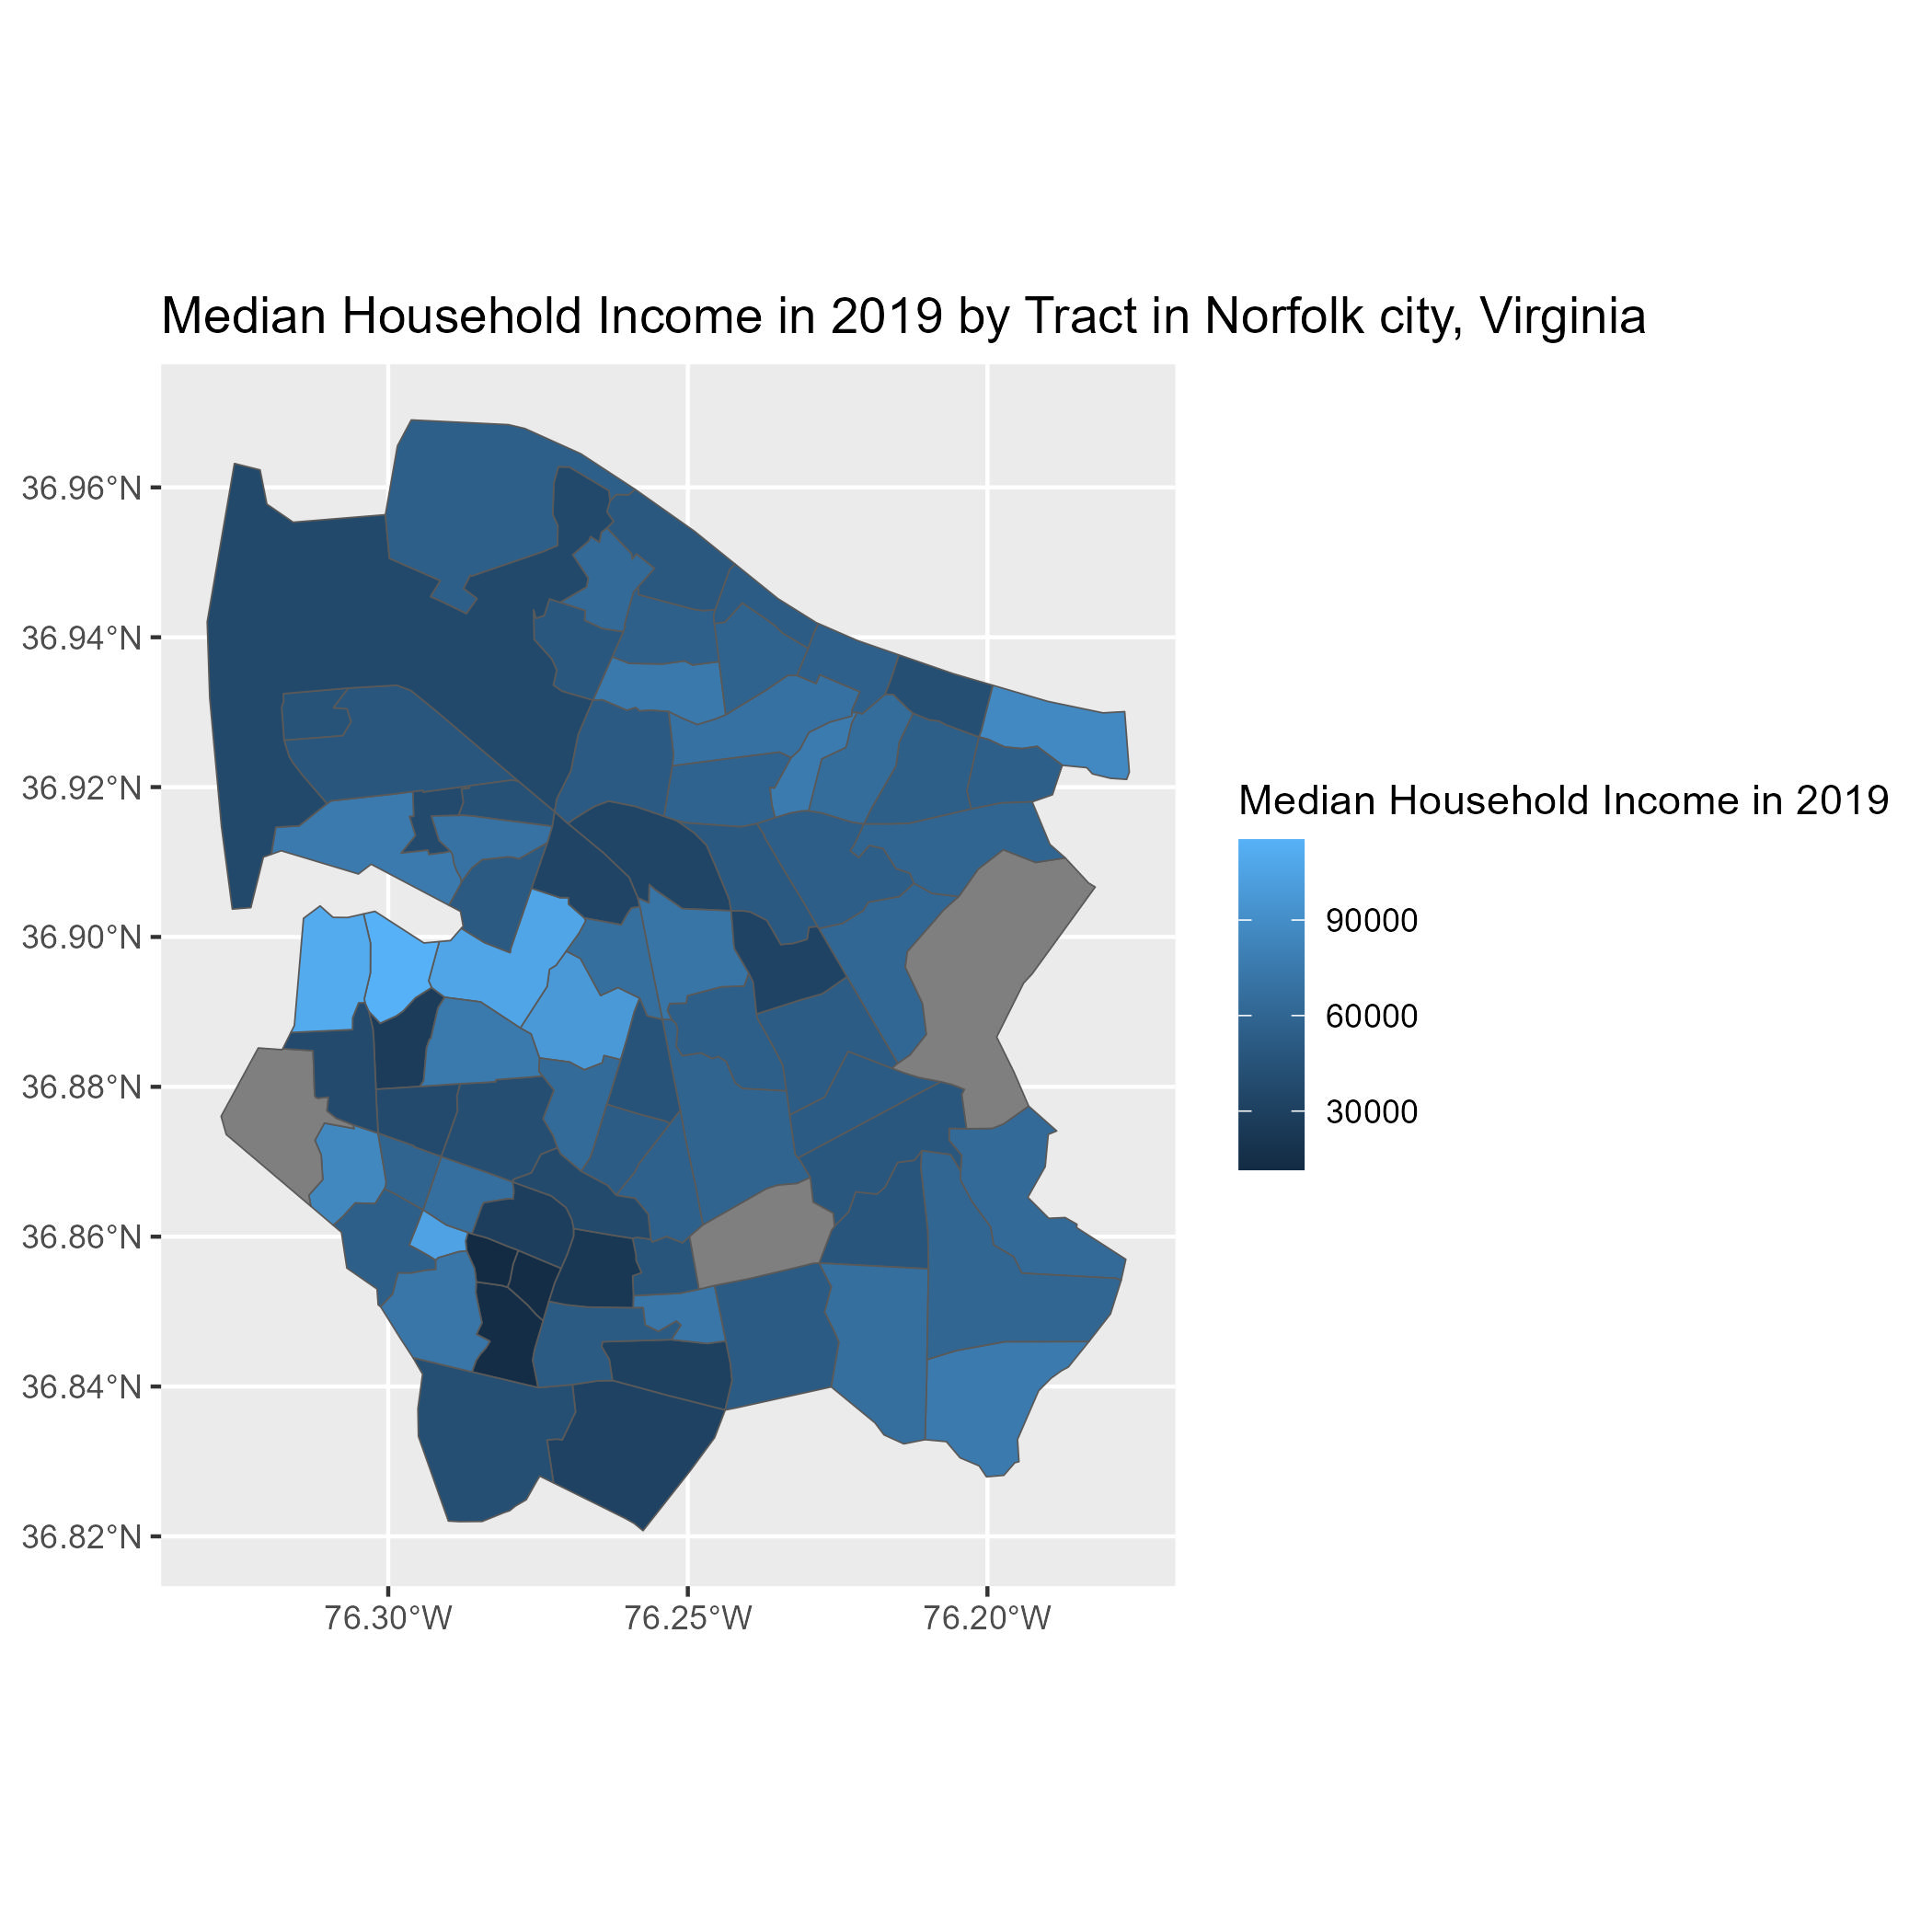 Median Household Income in 2019 by Tract in Norfolk city, Virginia
36.96°N
36.94°N
36.92°N
36.90°N
36.88°N
36.86°N
36.84°N
36.82°N
76.30°W
76.25°W
76.20°W
Median Household Income in 2019
90000
60000
30000